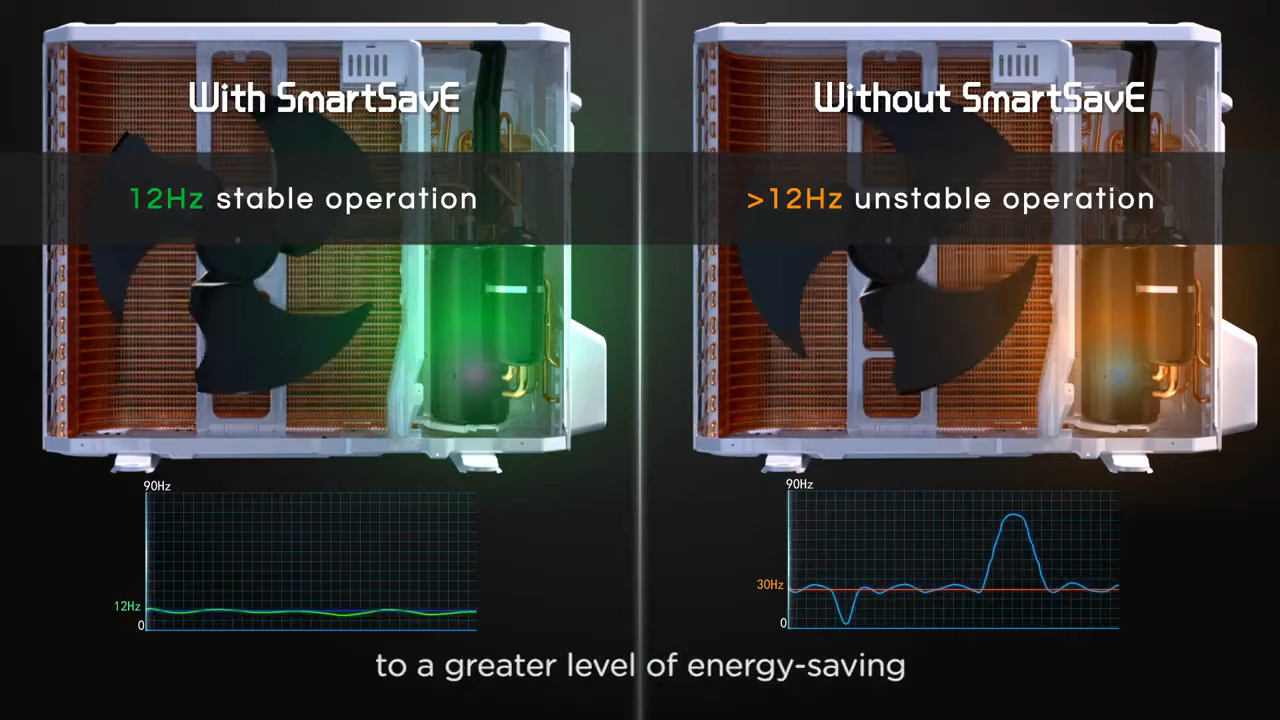 With SmartSavE
12Hz stable operation
90Hz
12Hz
0
Without SmartSavE
>12Hz unstable operation
90Hz
30Hz
0
to a greater level of energy-saving